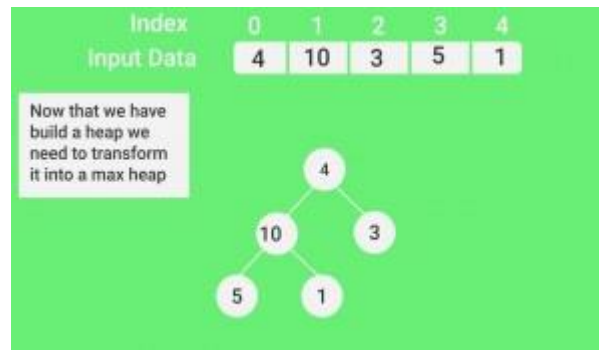 Index 0 1 2 3 4
Input Data 4 10 3 5 1
Now that we have
build a heap we
need to transform
it into a max heap
4
10 3
5 1